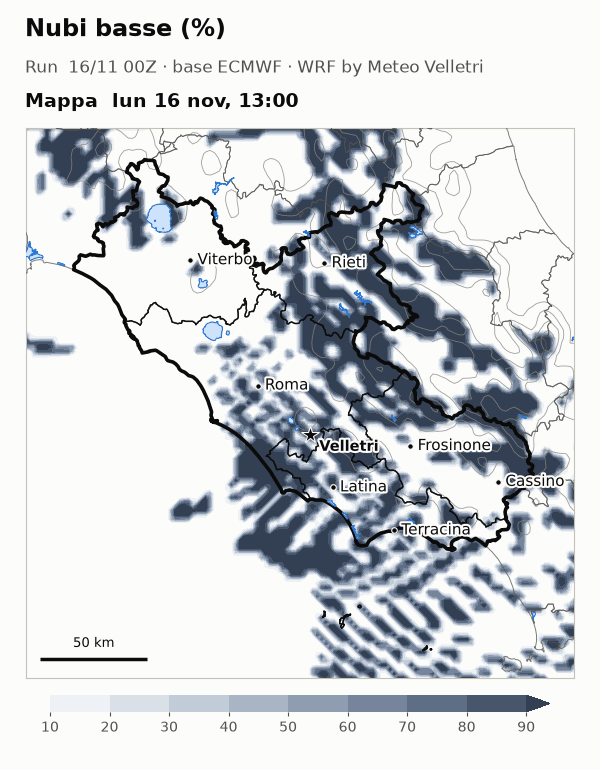 Nubi basse (%)
Run 16/11 00Z · base ECMWF · WRF by Meteo Velletri
Mappa lun 16 nov, 13:00
Viterbo
Rieti
Roma
Velletri
Frosinone
Cassino
Latina
Terracina
50 km
10 20 30 40 50 60 70 80 90